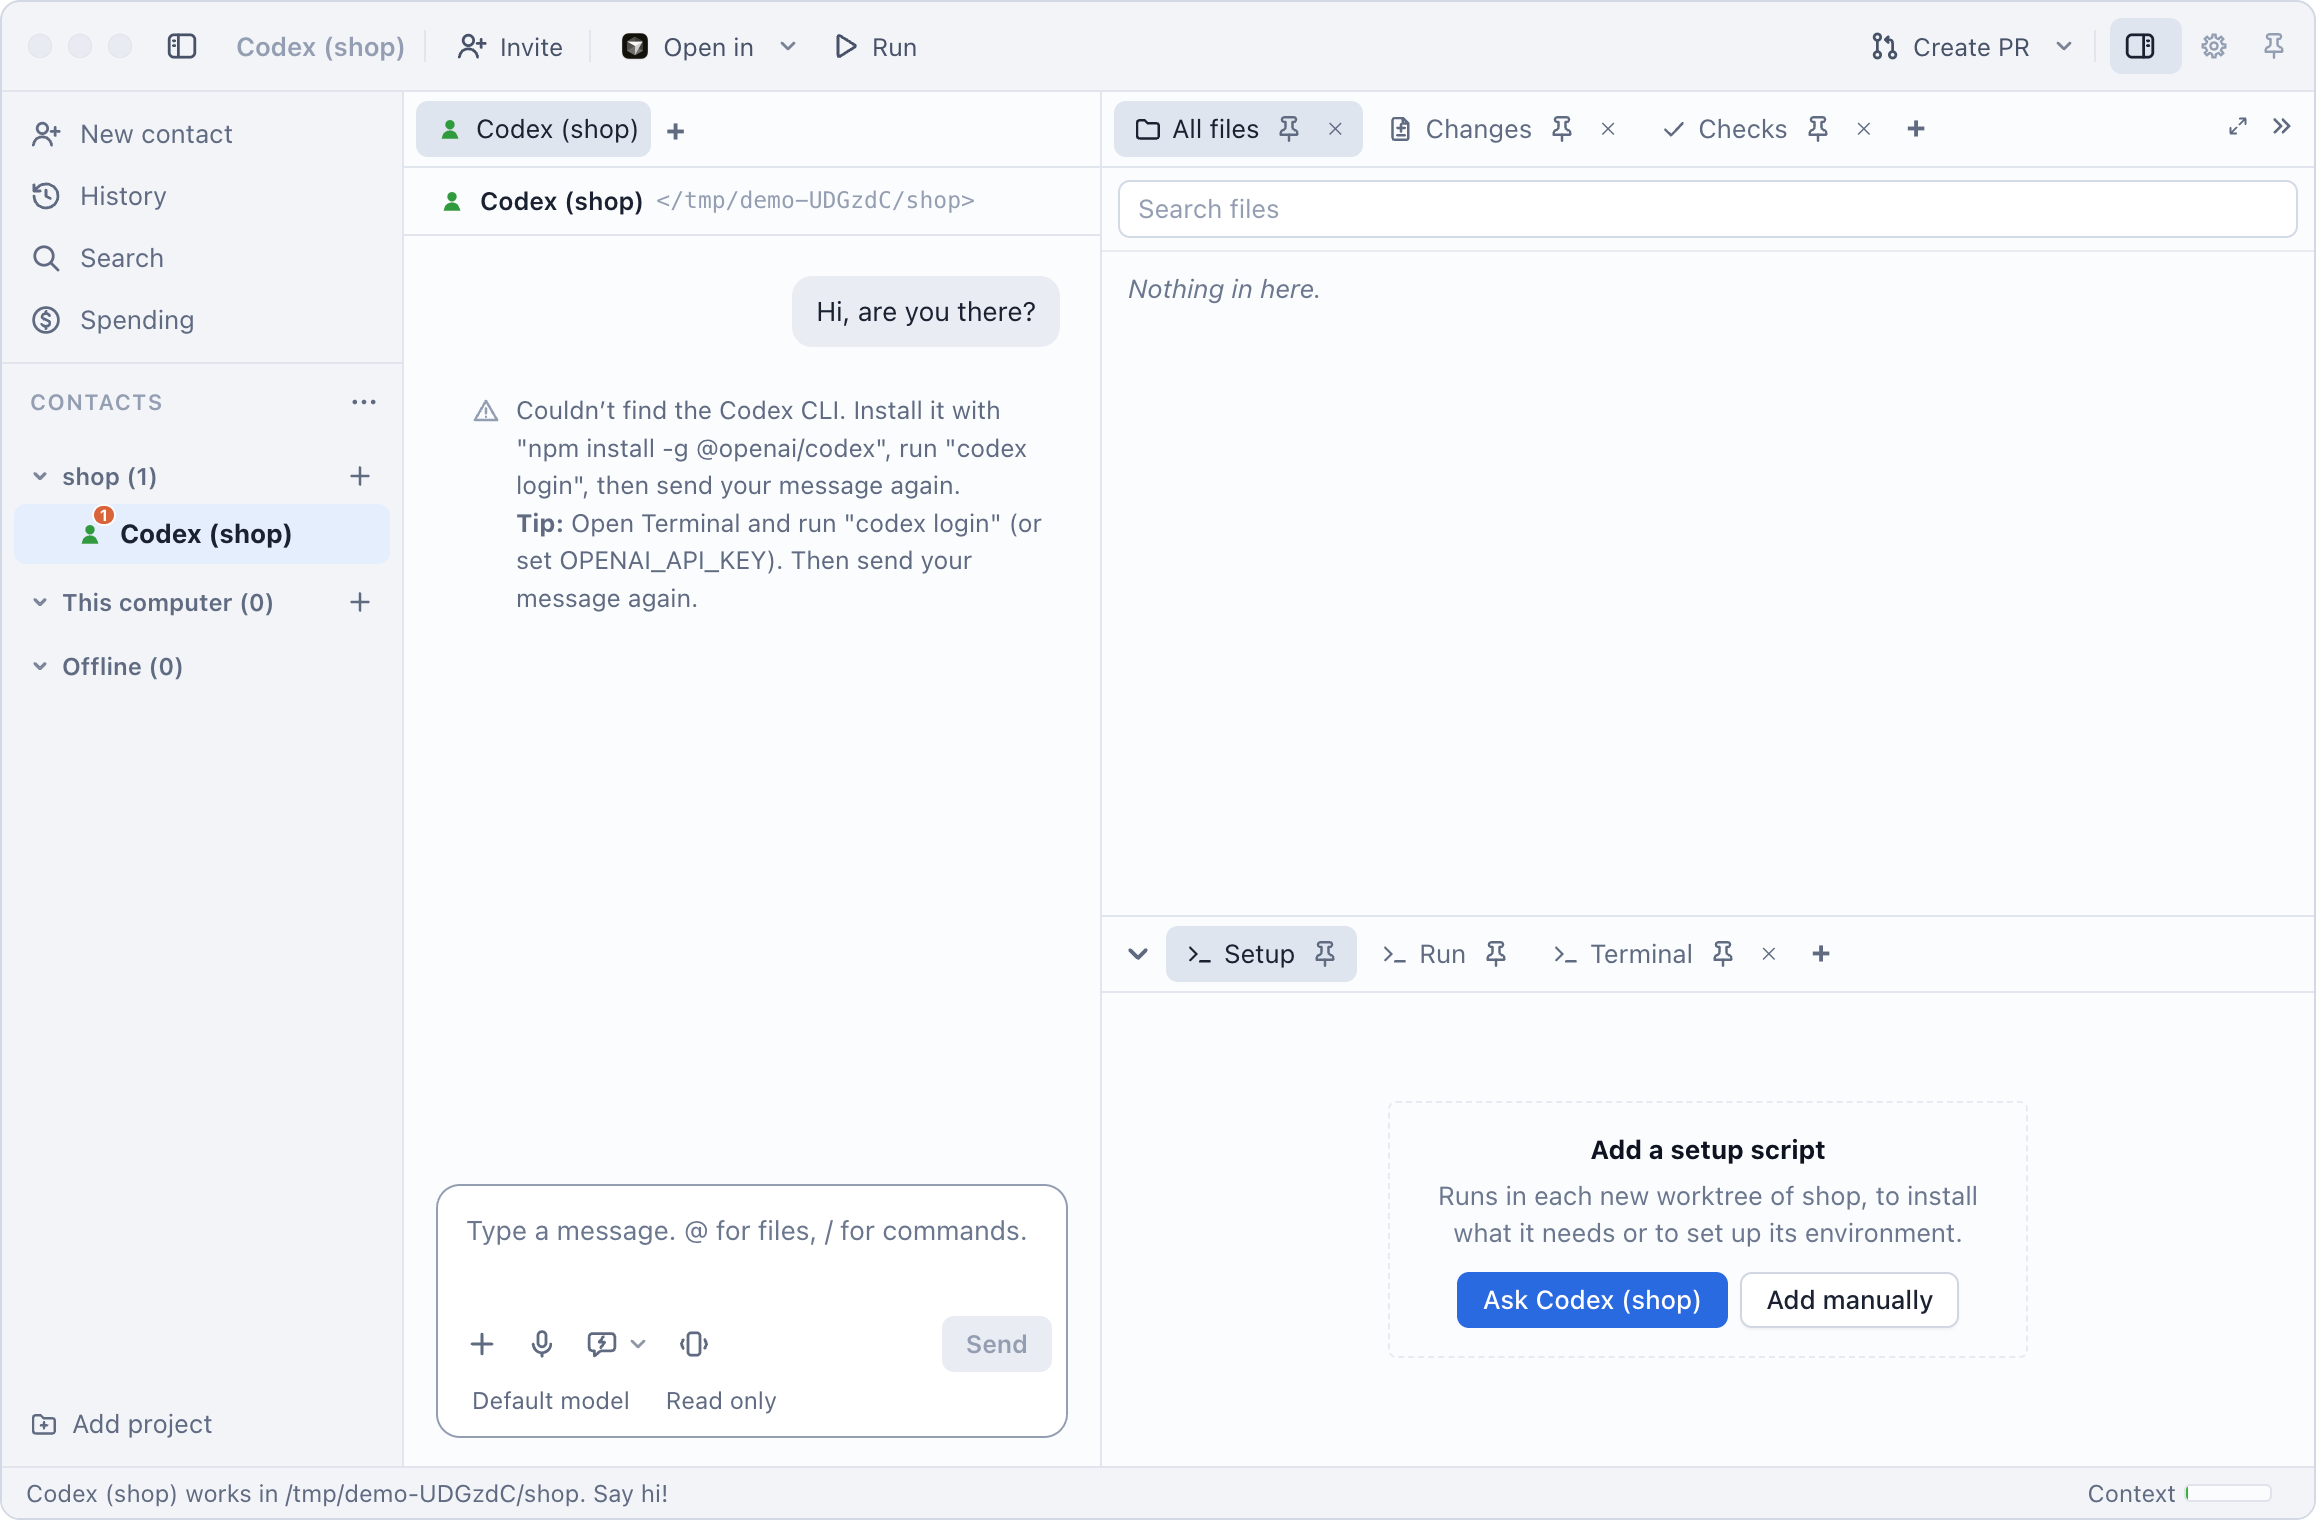 Codex (shop)
Invite
Open in
Run
Create PR
New contact
History
Search
Spending
CONTACTS
shop (1)
1
Codex (shop)
This computer (0)
Offline (0)
Add project
Codex (shop)
Codex (shop) </tmp/demo-UDGzdC/shop>
Hi, are you there?
Couldn’t find the Codex CLI. Install it with
"npm install -g @openai/codex", run "codex
login", then send your message again.
Tip: Open Terminal and run "codex login" (or
set OPENAI_API_KEY). Then send your
message again.
Type a message. @ for files, / for commands.
Send
Default model
Read only
All files
Changes
Checks
Search files
Nothing in here.
Setup
Run
Terminal
Add a setup script
Runs in each new worktree of shop, to install
what it needs or to set up its environment.
Ask Codex (shop)
Add manually
Codex (shop) works in /tmp/demo-UDGzdC/shop. Say hi!
Context